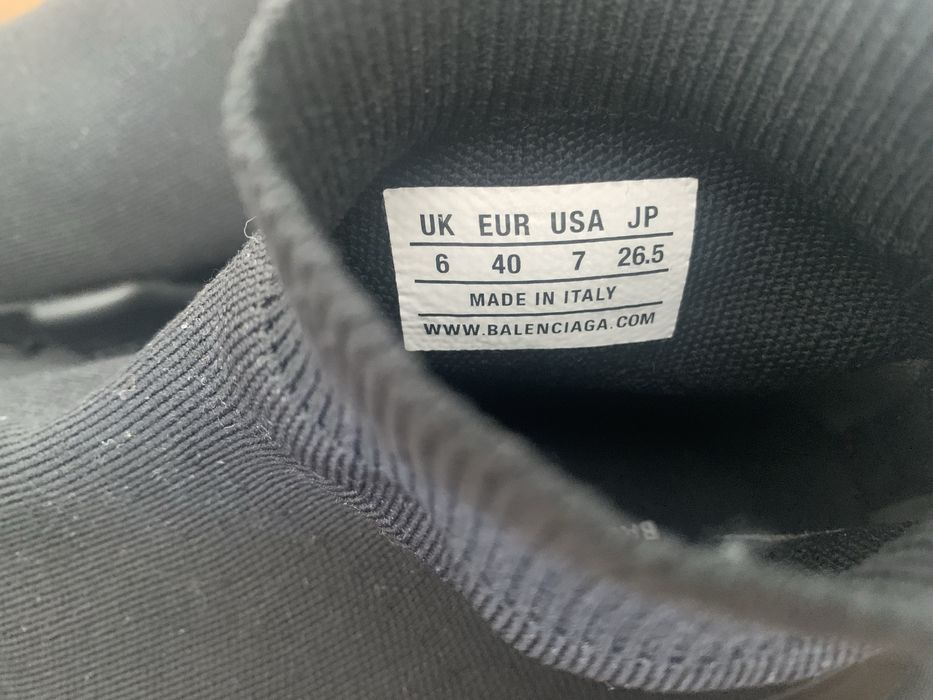 UK EUR USA JP
6 40 7 26.5
MADE IN ITALY
WWW.BALENCIAGA.COM